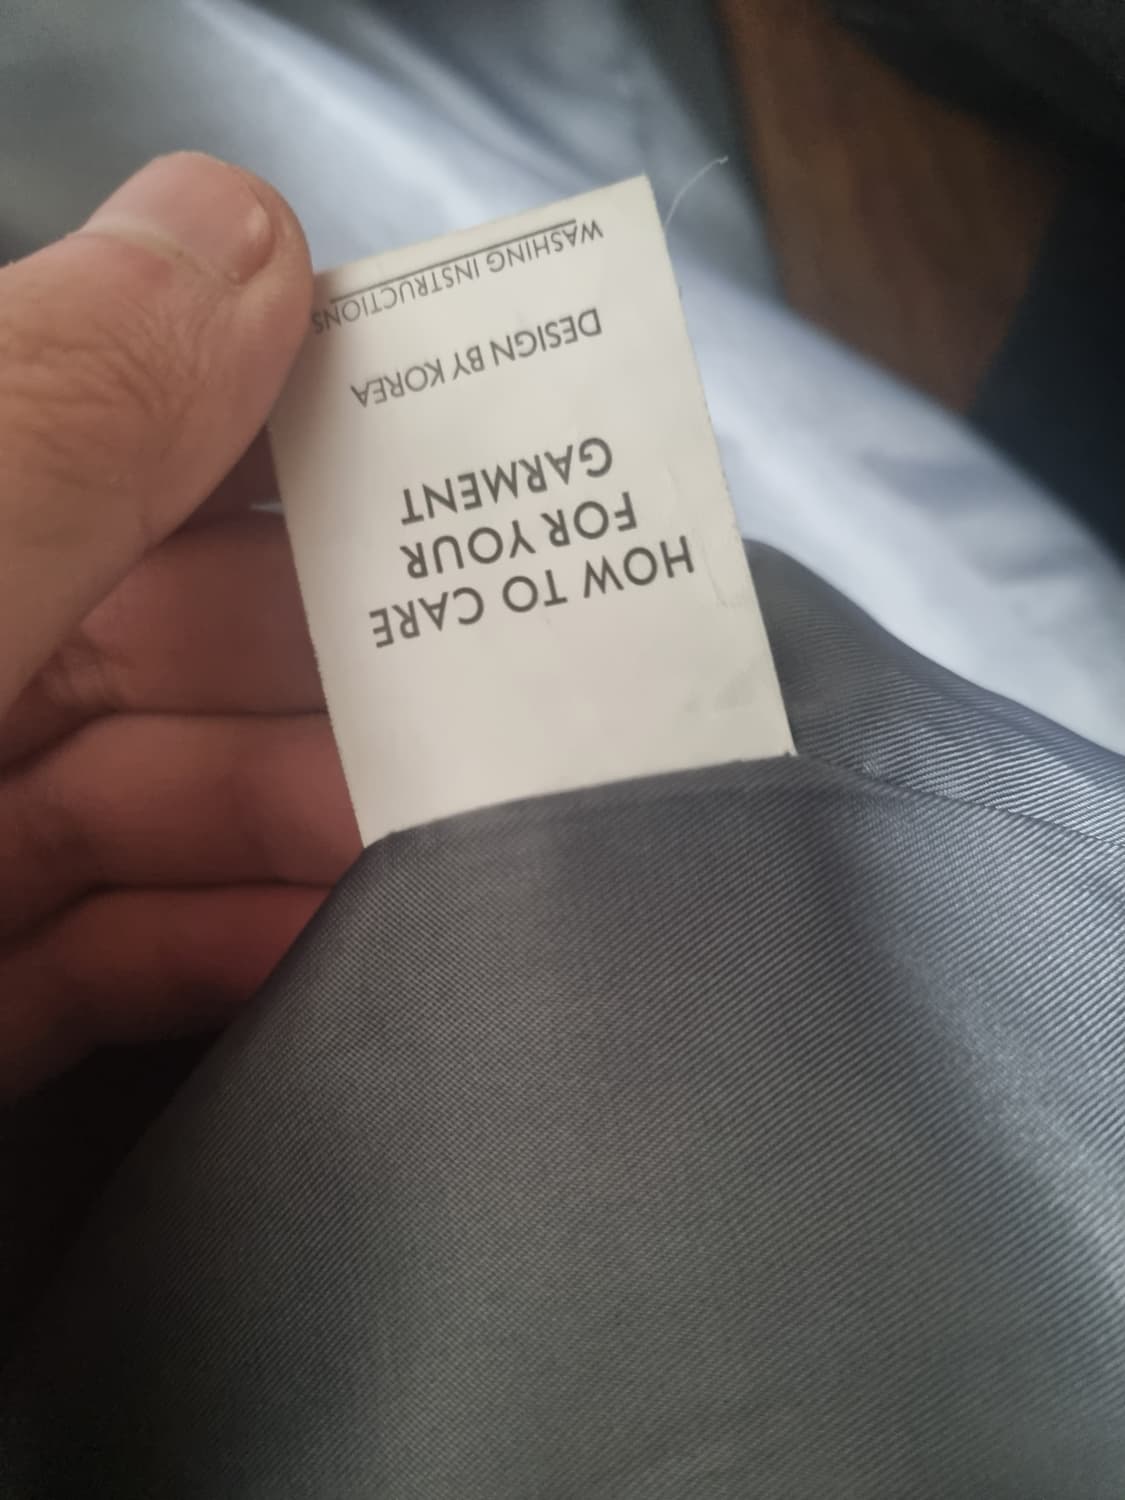 HOW TO CARE
FOR YOUR
GARMENT
DESIGN BY KOREA
WASHING INSTRUCTIONS